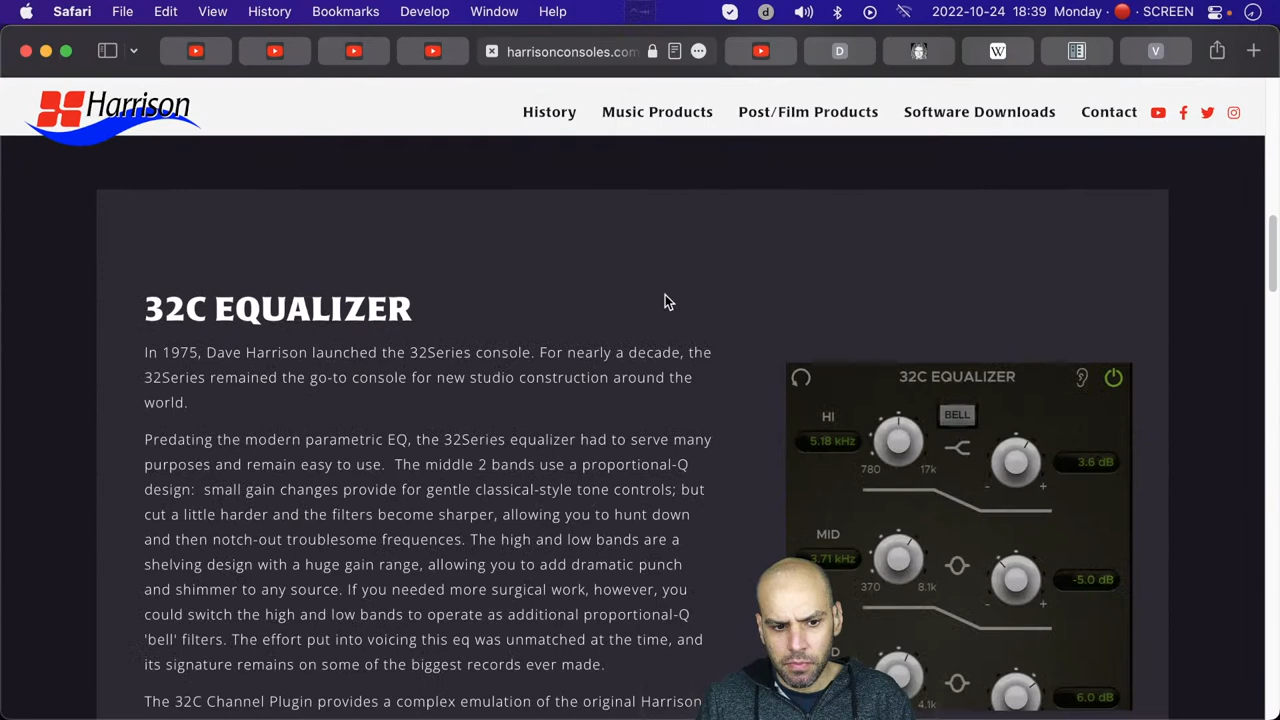 Safari File Edit View History Bookmarks Develop Window Help 2022-10-24 18:39 Monday SCREEN
harrisonconsoles.com
D W V
Harrison
History Music Products Post/Film Products Software Downloads Contact
32C EQUALIZER
In 1975, Dave Harrison launched the 32Series console. For nearly a decade, the
32Series remained the go-to console for new studio construction around the
world.
Predating the modern parametric EQ, the 32Series equalizer had to serve many
purposes and remain easy to use. The middle 2 bands use a proportional-Q
design: small gain changes provide for gentle classical-style tone controls; but
cut a little harder and the filters become sharper, allowing you to hunt down
and then notch-out troublesome frequencies. The high and low bands are a
shelving design with a huge gain range, allowing you to add dramatic punch
and shimmer to any source. If you needed more surgical work, however, you
could switch the high and low bands to operate as additional proportional-Q
'bell' filters. The effort put into voicing this eq was unmatched at the time, and
its signature remains on some of the biggest records ever made.
The 32C Channel Plugin provides a complex emulation of the original Harrison
32C EQUALIZER
HI BELL
5.18 kHz 3.6 dB
780 17k
- +
MID
3.71 kHz -5.0 dB
370 8.1k
- +
6.0 dB
4.1k
- +